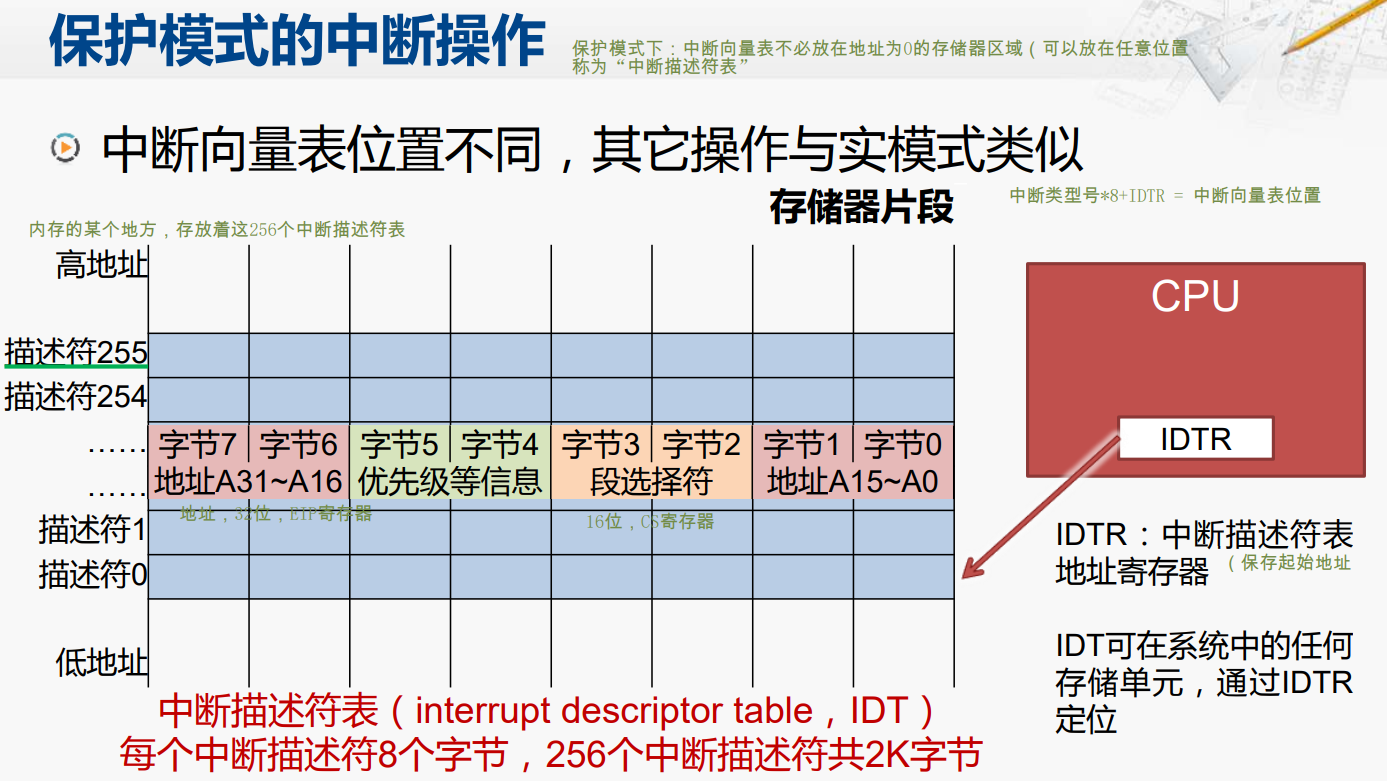 保护模式的中断操作
保护模式下：中断向量表不必放在地址为0的存储器区域（可以放在任意位置
称为“中断描述符表”
中断向量表位置不同，其它操作与实模式类似
存储器片段
中断类型号*8+IDTR = 中断向量表位置
内存的某个地方，存放着这256个中断描述符表
高地址
描述符255
描述符254
……
字节7 字节6 字节5 字节4 字节3 字节2 字节1 字节0
……
地址A31~A16 优先级等信息 段选择符 地址A15~A0
地址，32位，EIP寄存器
16位，CS寄存器
描述符1
描述符0
低地址
CPU
IDTR
IDTR：中断描述符表
地址寄存器（保存起始地址
IDT可在系统中的任何
存储单元，通过IDTR
定位
中断描述符表（interrupt descriptor table，IDT）
每个中断描述符8个字节，256个中断描述符共2K字节